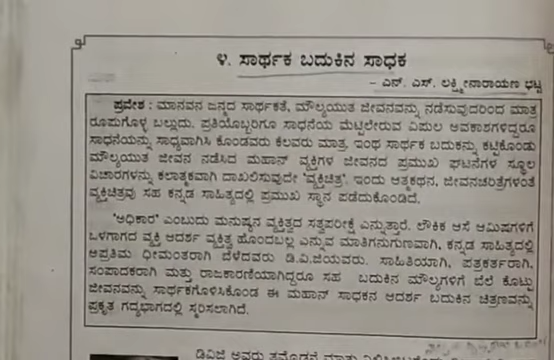 ೪. ಸಾರ್ಥಕ ಬದುಕಿನ ಸಾಧಕ
– ಎನ್. ಎಸ್. ಲಕ್ಷ್ಮೀನಾರಾಯಣ ಭಟ್ಟ
ಪ್ರವೇಶ : ಮಾನವನ ಜನ್ಮದ ಸಾರ್ಥಕತೆ, ಮೌಲ್ಯಯುತ ಜೀವನವನ್ನು ನಡೆಸುವುದರಿಂದ ಮಾತ್ರ
ರೂಪುಗೊಳ್ಳ ಬಲ್ಲುದು. ಪ್ರತಿಯೊಬ್ಬರಿಗೂ ಸಾಧನೆಯ ಮೆಟ್ಟಿಲೇರುವ ವಿಪುಲ ಅವಕಾಶಗಳಿದ್ದರೂ
ಸಾಧನೆಯನ್ನು ಸಾಧ್ಯವಾಗಿಸಿ ಕೊಂಡವರು ಕೆಲವರು ಮಾತ್ರ. ಇಂಥ ಸಾರ್ಥಕ ಬದುಕನ್ನು ಕಟ್ಟಿಕೊಂಡು
ಮೌಲ್ಯಯುತ ಜೀವನ ನಡೆಸಿದ ಮಹಾನ್ ವ್ಯಕ್ತಿಗಳ ಜೀವನದ ಪ್ರಮುಖ ಘಟನೆಗಳ ಸ್ಥೂಲ
ವಿಚಾರಗಳನ್ನು ಕಲಾತ್ಮಕವಾಗಿ ದಾಖಲಿಸುವುದೇ 'ವ್ಯಕ್ತಿಚಿತ್ರ'. ಇಂದು ಆತ್ಮಕಥನ, ಜೀವನಚರಿತ್ರೆಗಳಂತೆ
ವ್ಯಕ್ತಿಚಿತ್ರವು ಸಹ ಕನ್ನಡ ಸಾಹಿತ್ಯದಲ್ಲಿ ಪ್ರಮುಖ ಸ್ಥಾನ ಪಡೆದುಕೊಂಡಿದೆ.
'ಅಧಿಕಾರ' ಎಂಬುದು ಮನುಷ್ಯನ ವ್ಯಕ್ತಿತ್ವದ ಸತ್ವಪರೀಕ್ಷೆ ಎನ್ನುತ್ತಾರೆ. ಲೌಕಿಕ ಆಸೆ ಆಮಿಷಗಳಿಗೆ
ಒಳಗಾಗದ ವ್ಯಕ್ತಿ ಆದರ್ಶ ವ್ಯಕ್ತಿತ್ವ ಹೊಂದಬಲ್ಲ ಎನ್ನುವ ಮಾತಿಗನುಗುಣವಾಗಿ, ಕನ್ನಡ ಸಾಹಿತ್ಯದಲ್ಲಿ
ಅಪ್ರತಿಮ ಧೀಮಂತರಾಗಿ ಬೆಳೆದವರು ಡಿ.ವಿ.ಜಿಯವರು. ಸಾಹಿತಿಯಾಗಿ, ಪತ್ರಕರ್ತರಾಗಿ,
ಸಂಪಾದಕರಾಗಿ ಮತ್ತು ರಾಜಕಾರಣಿಯಾಗಿದ್ದರೂ ಸಹ ಬದುಕಿನ ಮೌಲ್ಯಗಳಿಗೆ ಬೆಲೆ ಕೊಟ್ಟು
ಜೀವನವನ್ನು ಸಾರ್ಥಕಗೊಳಿಸಿಕೊಂಡ ಈ ಮಹಾನ್ ಸಾಧಕನ ಆದರ್ಶ ಬದುಕಿನ ಚಿತ್ರಣವನ್ನು
ಪ್ರಕೃತ ಗದ್ಯಭಾಗದಲ್ಲಿ ಸ್ಮರಿಸಲಾಗಿದೆ.
ಡಿವಿಜಿ ಅವರು